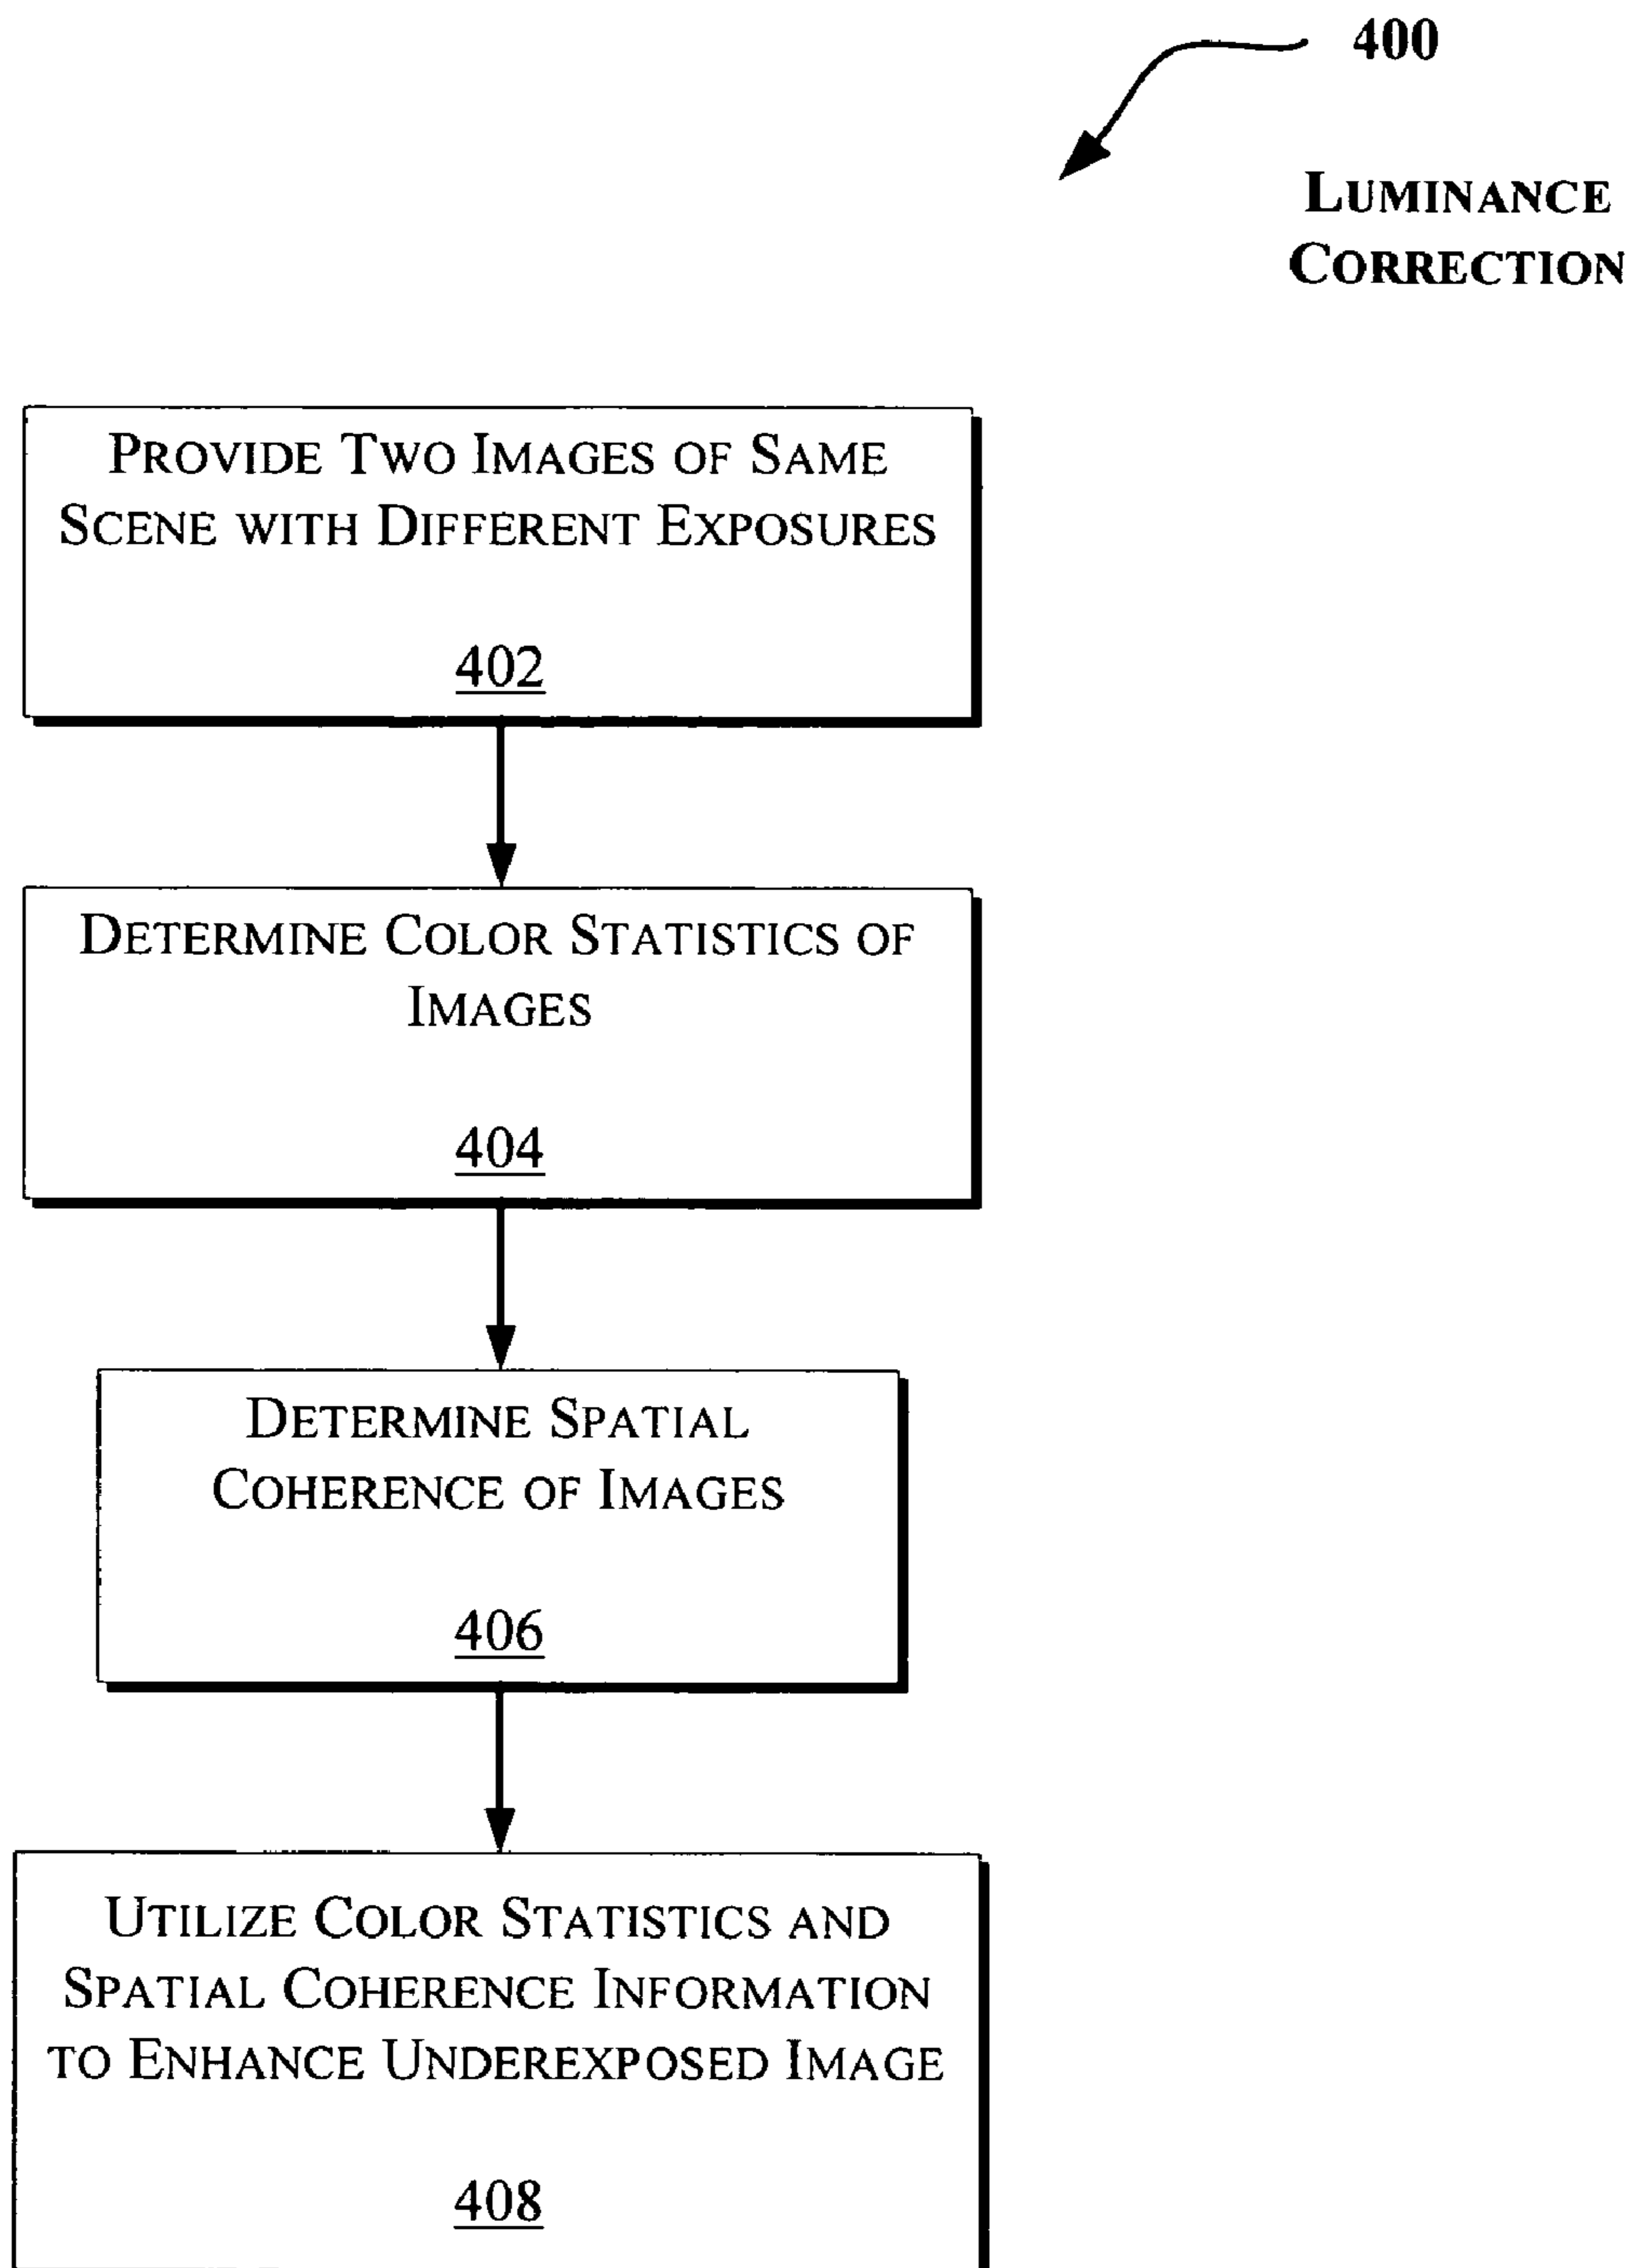 400
LUMINANCE
CORRECTION
PROVIDE TWO IMAGES OF SAME
SCENE WITH DIFFERENT EXPOSURES
402
DETERMINE COLOR STATISTICS OF
IMAGES
404
DETERMINE SPATIAL
COHERENCE OF IMAGES
406
UTILIZE COLOR STATISTICS AND
SPATIAL COHERENCE INFORMATION
TO ENHANCE UNDEREXPOSED IMAGE
408